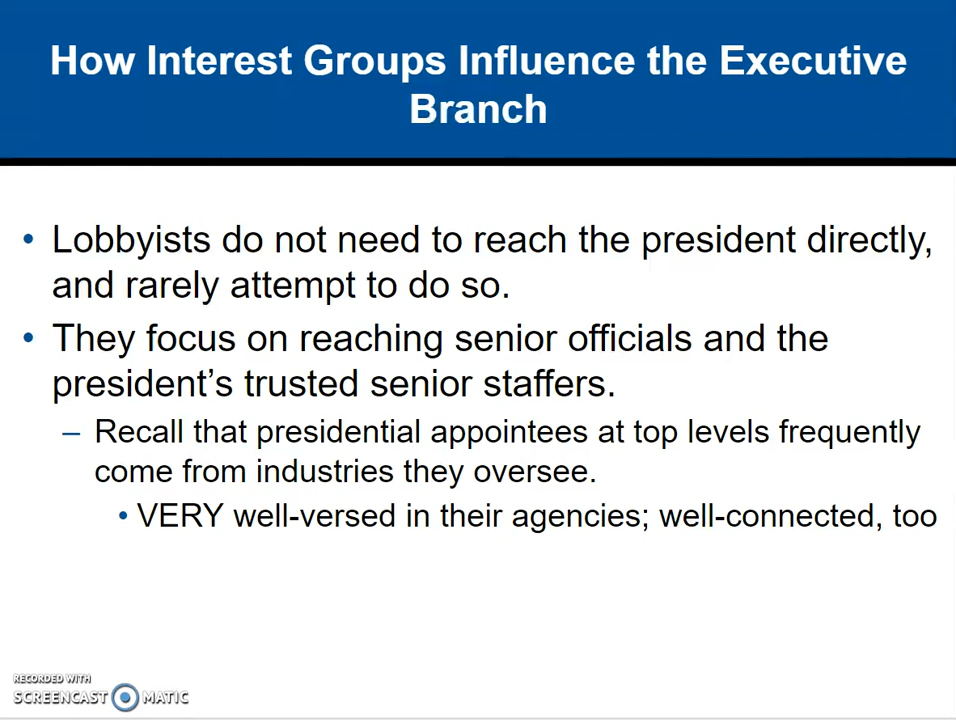 How Interest Groups Influence the Executive
Branch
• Lobbyists do not need to reach the president directly,
and rarely attempt to do so.
• They focus on reaching senior officials and the
president’s trusted senior staffers.
– Recall that presidential appointees at top levels frequently
come from industries they oversee.
• VERY well-versed in their agencies; well-connected, too
RECORDED WITH
SCREENCAST MATIC